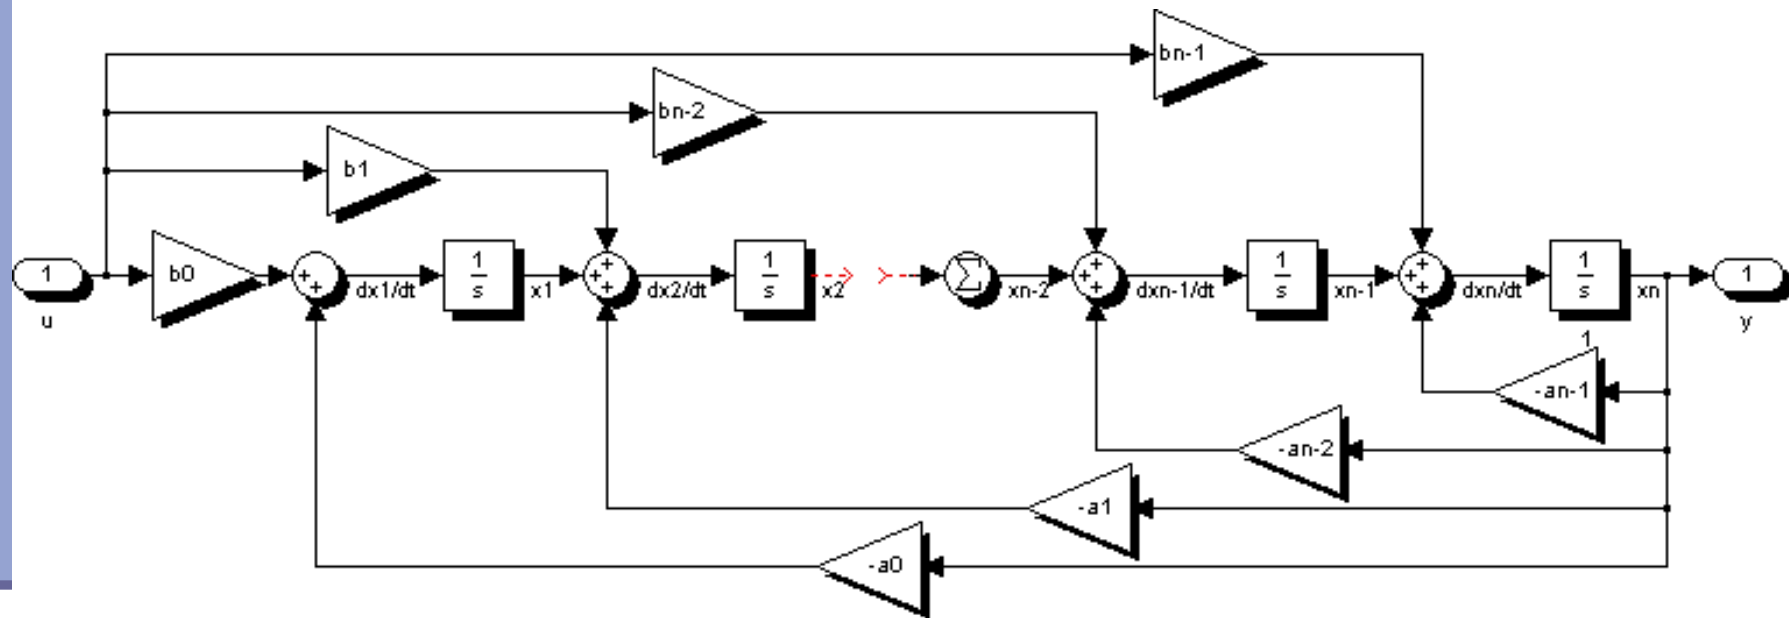 bn-1
bn-2
b1
1
u
b0
+
+
dx1/dt
1
s
x1
+
+
+
dx2/dt
1
s
x2
Σ
xn-2
+
+
+
dxn-1/dt
1
s
xn-1
+
+
+
dxn/dt
1
s
xn
1
y
1
-an-1
-an-2
-a1
-a0